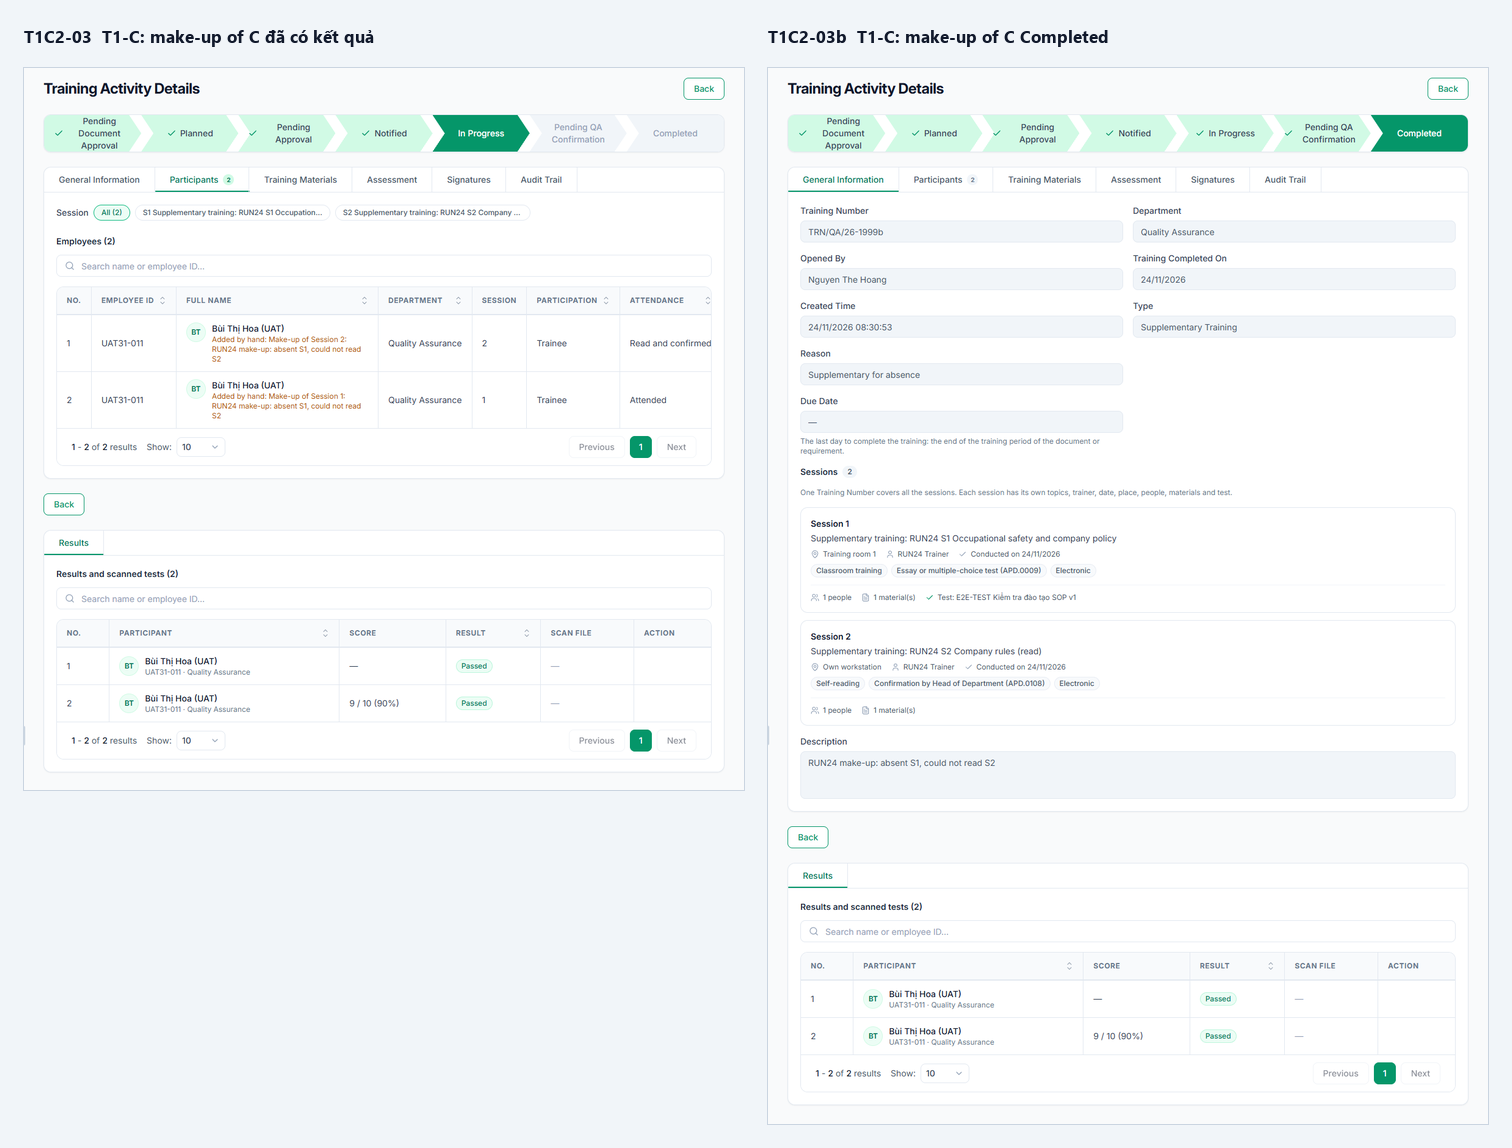 T1C2-03 T1-C: make-up of C đã có kết quả
Training Activity Details
Back
Pending Document Approval
Planned
Pending Approval
Notified
In Progress
Pending QA Confirmation
Completed
General Information
Participants 2
Training Materials
Assessment
Signatures
Audit Trail
Session All (2) S1 Supplementary training: RUN24 S1 Occupation... S2 Supplementary training: RUN24 S2 Company ...
Employees (2)
Search name or employee ID...
NO. EMPLOYEE ID FULL NAME DEPARTMENT SESSION PARTICIPATION ATTENDANCE
1 UAT31-011 BT Bùi Thị Hoa (UAT) Quality Assurance 2 Trainee Read and confirmed
Added by hand: Make-up of Session 2:
RUN24 make-up: absent S1, could not read
S2
2 UAT31-011 BT Bùi Thị Hoa (UAT) Quality Assurance 1 Trainee Attended
Added by hand: Make-up of Session 1:
RUN24 make-up: absent S1, could not read
S2
1 - 2 of 2 results Show: 10 Previous 1 Next
Back
Results
Results and scanned tests (2)
Search name or employee ID...
NO. PARTICIPANT SCORE RESULT SCAN FILE ACTION
1 BT Bùi Thị Hoa (UAT) — Passed —
UAT31-011 · Quality Assurance
2 BT Bùi Thị Hoa (UAT) 9 / 10 (90%) Passed —
UAT31-011 · Quality Assurance
1 - 2 of 2 results Show: 10 Previous 1 Next
T1C2-03b T1-C: make-up of C Completed
Training Activity Details
Back
Pending Document Approval
Planned
Pending Approval
Notified
In Progress
Pending QA Confirmation
Completed
General Information
Participants 2
Training Materials
Assessment
Signatures
Audit Trail
Training Number
TRN/QA/26-1999b
Department
Quality Assurance
Opened By
Nguyen The Hoang
Training Completed On
24/11/2026
Created Time
24/11/2026 08:30:53
Type
Supplementary Training
Reason
Supplementary for absence
Due Date
—
The last day to complete the training: the end of the training period of the document or
requirement.
Sessions 2
One Training Number covers all the sessions. Each session has its own topics, trainer, date, place, people, materials and test.
Session 1
Supplementary training: RUN24 S1 Occupational safety and company policy
Training room 1 RUN24 Trainer Conducted on 24/11/2026
Classroom training Essay or multiple-choice test (APD.0009) Electronic
1 people 1 material(s) Test: E2E-TEST Kiểm tra đào tạo SOP v1
Session 2
Supplementary training: RUN24 S2 Company rules (read)
Own workstation RUN24 Trainer Conducted on 24/11/2026
Self-reading Confirmation by Head of Department (APD.0108) Electronic
1 people 1 material(s)
Description
RUN24 make-up: absent S1, could not read S2
Back
Results
Results and scanned tests (2)
Search name or employee ID...
NO. PARTICIPANT SCORE RESULT SCAN FILE ACTION
1 BT Bùi Thị Hoa (UAT) — Passed —
UAT31-011 · Quality Assurance
2 BT Bùi Thị Hoa (UAT) 9 / 10 (90%) Passed —
UAT31-011 · Quality Assurance
1 - 2 of 2 results Show: 10 Previous 1 Next